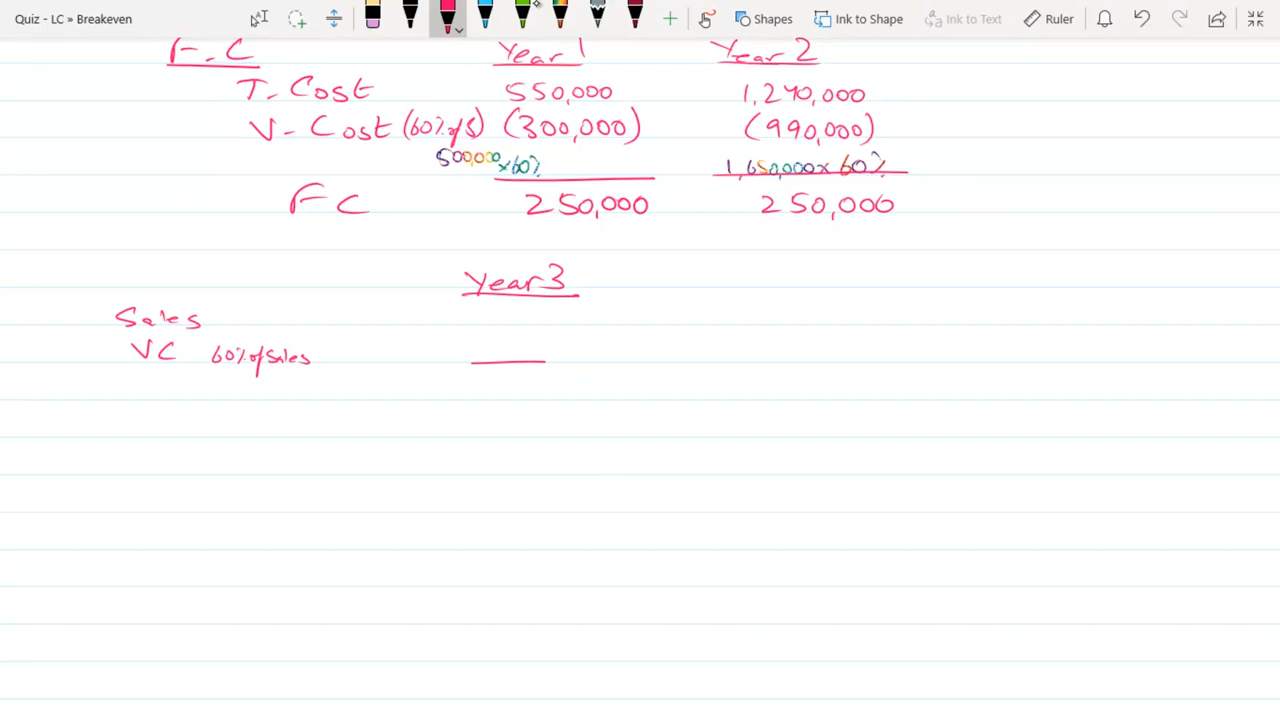 Quiz - LC » Breakeven Shapes Ink to Shape Ink to Text Ruler
F.C Year 1 Year 2
T- Cost 550,000 1,240,000
V- Cost (60% of S) (300,000) (990,000)
500,000 x 60% 1,650,000 x 60%
FC 250,000 250,000
Year 3
Sales
VC 60% of Sales